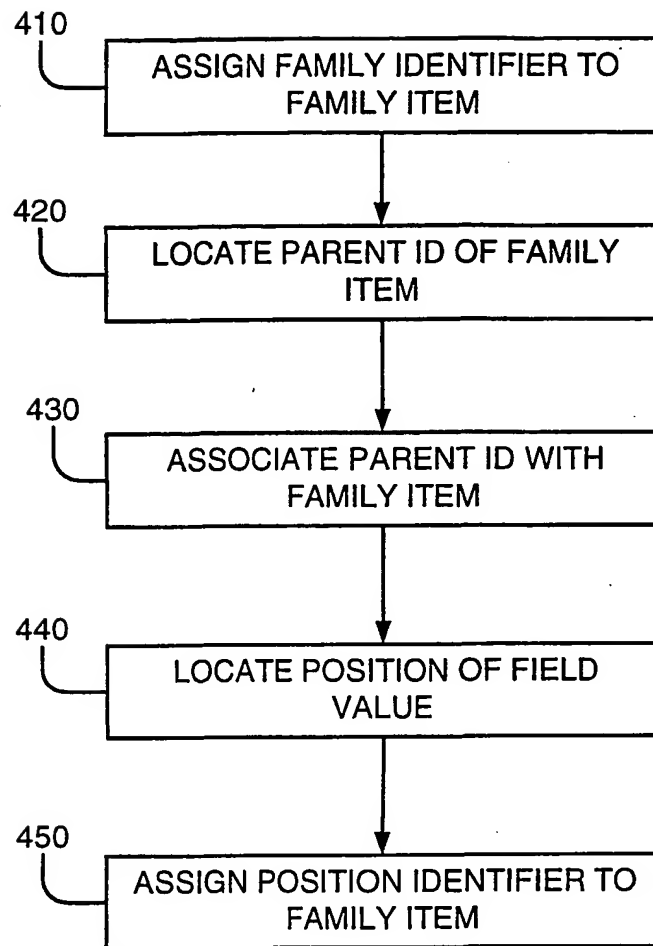 410
ASSIGN FAMILY IDENTIFIER TO
FAMILY ITEM
420
LOCATE PARENT ID OF FAMILY
ITEM
430
ASSOCIATE PARENT ID WITH
FAMILY ITEM
440
LOCATE POSITION OF FIELD
VALUE
450
ASSIGN POSITION IDENTIFIER TO
FAMILY ITEM